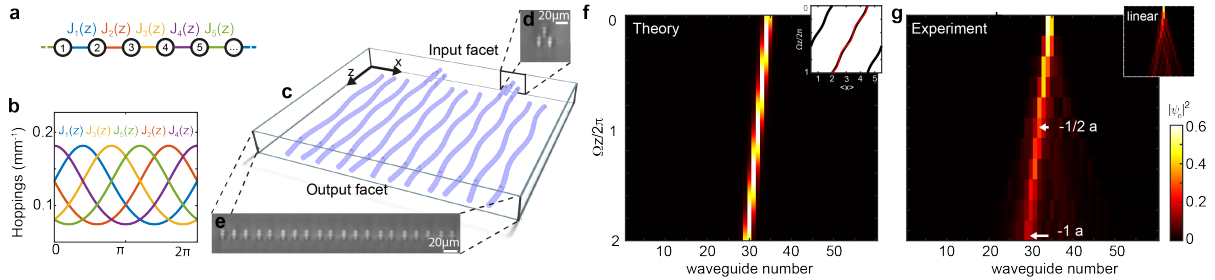 a
J₁(z) J₂(z) J₃(z) J₄(z) J₅(z)
1 2 3 4 5 ...
b
J₁(z) J₃(z) J₅(z) J₂(z) J₄(z)
Hoppings (mm⁻¹)
0.2
0.1
0 π 2π
c
z
x
Input facet
Output facet
d
20μm
e
20μm
f
Theory
Ωz/2π
0
1
2
10 20 30 40 50
waveguide number
0
Ωz/2π
1
1 2 3 4 5
<x>
g
Experiment
linear
-1/2 a
-1 a
10 20 30 40 50
waveguide number
|ψₙ|²
0.6
0.4
0.2
0